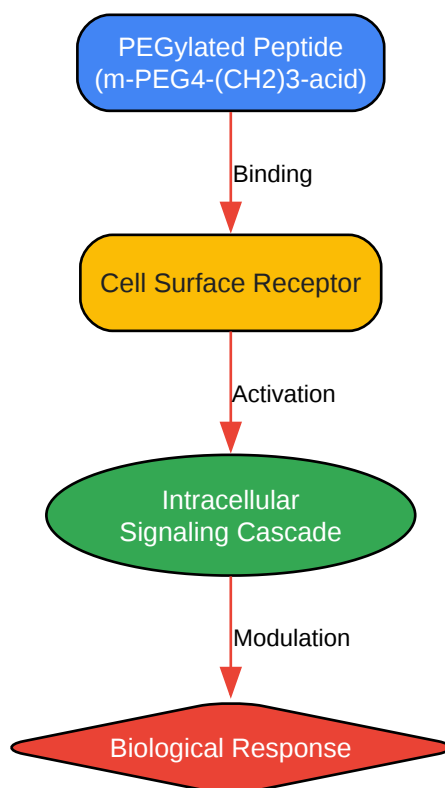 PEGylated Peptide
(m-PEG4-(CH2)3-acid)
Binding
Cell Surface Receptor
Activation
Intracellular
Signaling Cascade
Modulation
Biological Response